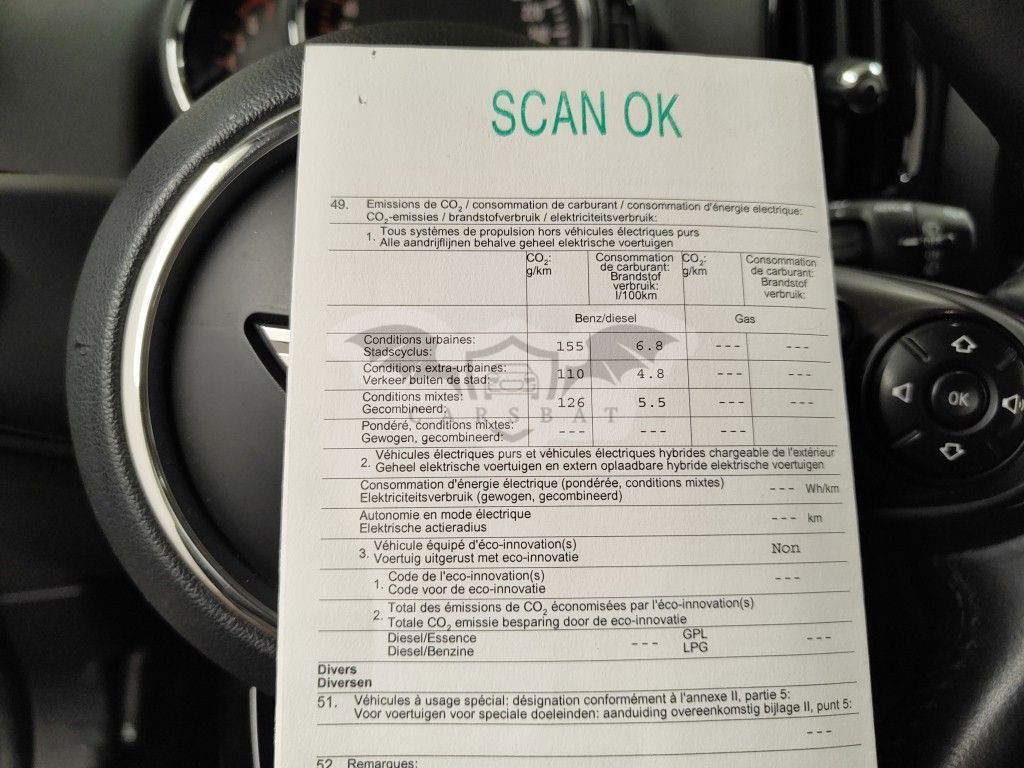 SCAN OK
49. Emissions de CO2 / consommation de carburant / consommation d'énergie électrique:
CO2-emissies / brandstofverbruik / elektriciteitsverbruik:
1. Tous systèmes de propulsion hors véhicules électriques purs
Alle aandrijflijnen behalve geheel elektrische voertuigen
CO2: g/km Consommation de carburant: Brandstof verbruik: l/100km CO2: g/km Consommation de carburant: Brandstof verbruik:
Benz/diesel Gas
Conditions urbaines:
Stadscyclus: 155 6.8 --- ---
Conditions extra-urbaines:
Verkeer buiten de stad: 110 4.8 --- ---
Conditions mixtes:
Gecombineerd: 126 5.5 --- ---
CARSBAT
Pondéré, conditions mixtes:
Gewogen, gecombineerd: --- --- ---
2. Véhicules électriques purs et véhicules électriques hybrides chargeable de l'extérieur
Geheel elektrische voertuigen en extern oplaadbare hybride elektrische voertuigen
Consommation d'énergie électrique (pondérée, conditions mixtes)
Elektriciteitsverbruik (gewogen, gecombineerd) --- Wh/km
Autonomie en mode électrique
Elektrische actieradius --- km
3. Véhicule équipé d'éco-innovation(s)
Voertuig uitgerust met eco-innovatie Non
1. Code de l'eco-innovation(s)
Code voor de eco-innovatie ---
2. Total des émissions de CO2 économisées par l'éco-innovation(s)
Totale CO2 emissie besparing door de eco-innovatie
Diesel/Essence --- GPL ---
Diesel/Benzine LPG
Divers
Diversen
51. Véhicules à usage spécial: désignation conformément à l'annexe II, partie 5:
Voor voertuigen voor speciale doeleinden: aanduiding overeenkomstig bijlage II, punt 5:
---
52 Remarques:
OK